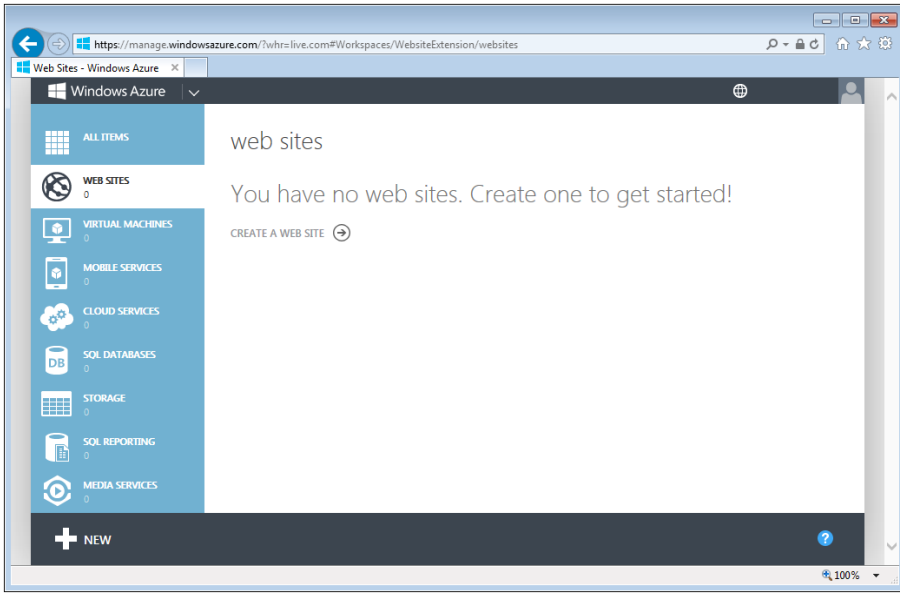 https://manage.windowsazure.com/?whr=live.com#Workspaces/WebsiteExtension/websites
Web Sites - Windows Azure
Windows Azure
ALL ITEMS
WEB SITES
0
VIRTUAL MACHINES
0
MOBILE SERVICES
0
CLOUD SERVICES
0
DB
SQL DATABASES
0
STORAGE
0
SQL REPORTING
0
MEDIA SERVICES
0
web sites
You have no web sites. Create one to get started!
CREATE A WEB SITE
NEW
?
100%